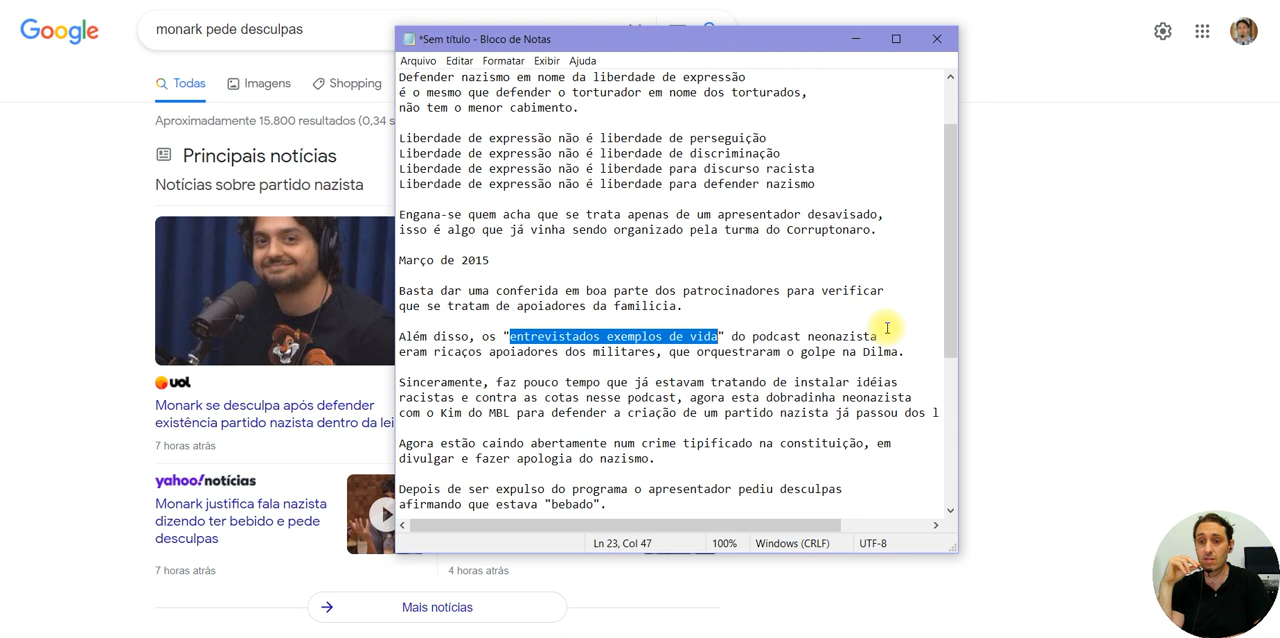 Google
monark pede desculpas
Todas
Imagens
Shopping
Aproximadamente 15.800 resultados (0,34 s
Principais notícias
Notícias sobre partido nazista
uol
Monark se desculpa após defender
existência partido nazista dentro da lei
7 horas atrás
yahoo!notícias
Monark justifica fala nazista
dizendo ter bebido e pede
desculpas
7 horas atrás
4 horas atrás
Mais notícias
*Sem título - Bloco de Notas
Arquivo Editar Formatar Exibir Ajuda
Defender nazismo em nome da liberdade de expressão
é o mesmo que defender o torturador em nome dos torturados,
não tem o menor cabimento.
Liberdade de expressão não é liberdade de perseguição
Liberdade de expressão não é liberdade de discriminação
Liberdade de expressão não é liberdade para discurso racista
Liberdade de expressão não é liberdade para defender nazismo
Engana-se quem acha que se trata apenas de um apresentador desavisado,
isso é algo que já vinha sendo organizado pela turma do Corruptonaro.
Março de 2015
Basta dar uma conferida em boa parte dos patrocinadores para verificar
que se tratam de apoiadores da familicia.
Além disso, os "entrevistados exemplos de vida" do podcast neonazista
eram ricaços apoiadores dos militares, que orquestraram o golpe na Dilma.
Sinceramente, faz pouco tempo que já estavam tratando de instalar idéias
racistas e contra as cotas nesse podcast, agora esta dobradinha neonazista
com o Kim do MBL para defender a criação de um partido nazista já passou dos l
Agora estão caindo abertamente num crime tipificado na constituição, em
divulgar e fazer apologia do nazismo.
Depois de ser expulso do programa o apresentador pediu desculpas
afirmando que estava "bebado".
Ln 23, Col 47
100%
Windows (CRLF)
UTF-8